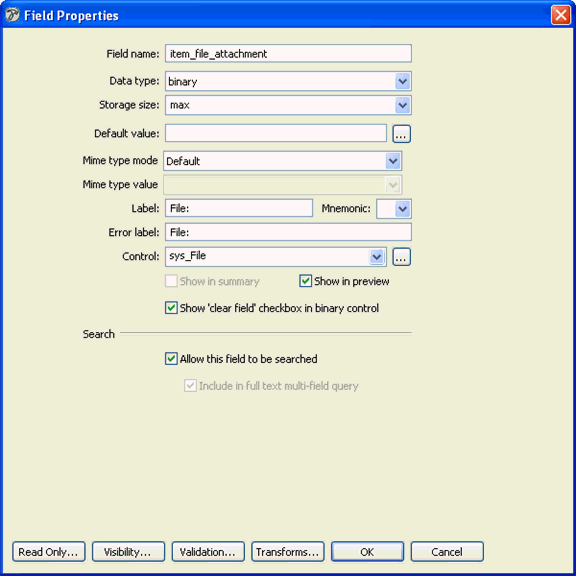 Field Properties
Field name: item_file_attachment
Data type: binary
Storage size: max
Default value: ...
Mime type mode Default
Mime type value
Label: File: Mnemonic:
Error label: File:
Control: sys_File ...
Show in summary Show in preview
Show 'clear field' checkbox in binary control
Search
Allow this field to be searched
Include in full text multi-field query
Read Only... Visibility... Validation... Transforms... OK Cancel